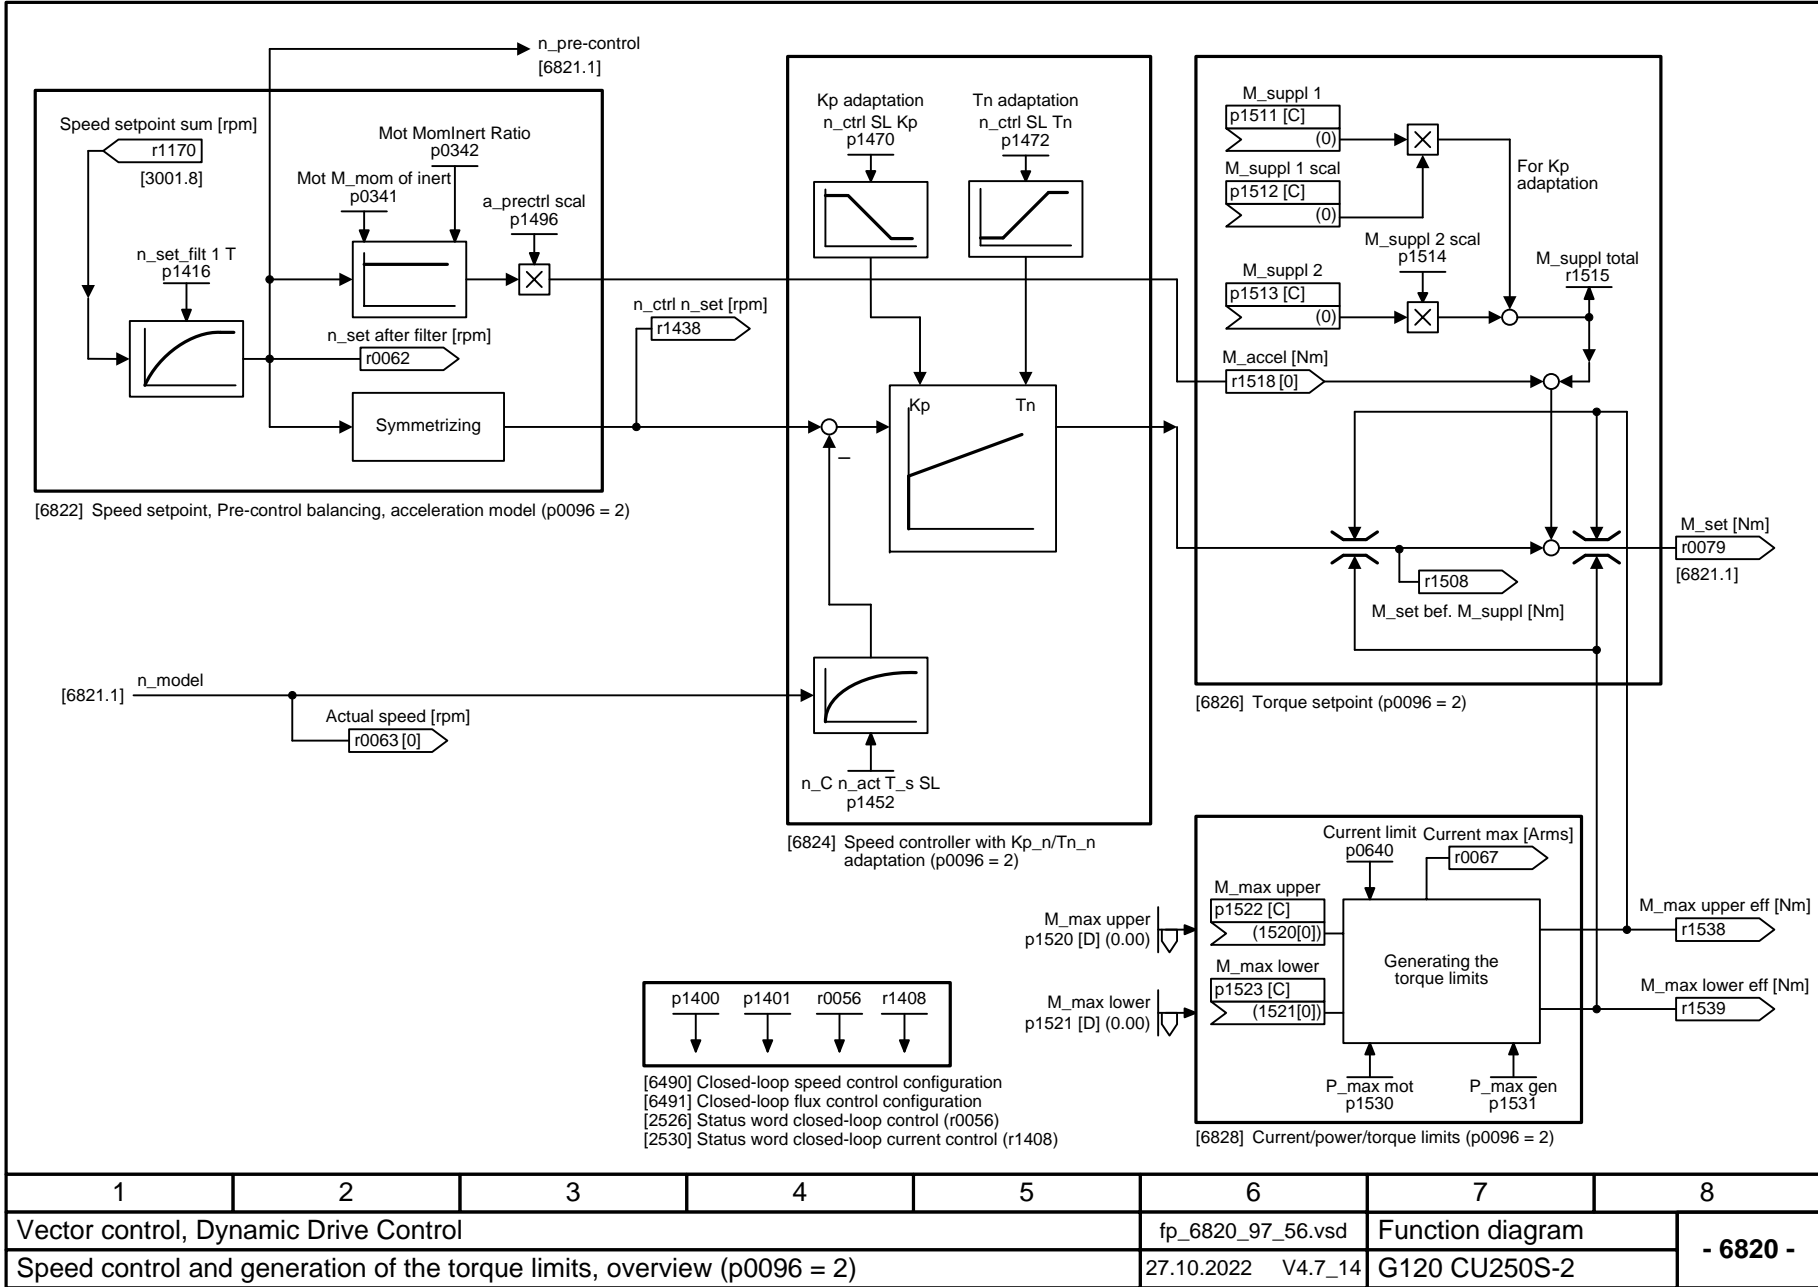 n_pre-control
[6821.1]
Speed setpoint sum [rpm]
r1170
[3001.8]
Mot MomInert Ratio
p0342
Mot M_mom of inert
p0341
a_prectrl scal
p1496
n_set_filt 1 T
p1416
n_set after filter [rpm]
r0062
Symmetrizing
n_ctrl n_set [rpm]
r1438
[6822] Speed setpoint, Pre-control balancing, acceleration model (p0096 = 2)
Kp adaptation
n_ctrl SL Kp
p1470
Tn adaptation
n_ctrl SL Tn
p1472
Kp
Tn
–
[6821.1]
n_model
Actual speed [rpm]
r0063 [0]
n_C n_act T_s SL
p1452
[6824] Speed controller with Kp_n/Tn_n
adaptation (p0096 = 2)
M_suppl 1
p1511 [C]
(0)
M_suppl 1 scal
p1512 [C]
(0)
For Kp
adaptation
M_suppl 2 scal
p1514
M_suppl 2
p1513 [C]
(0)
M_suppl total
r1515
M_accel [Nm]
r1518 [0]
r1508
M_set bef. M_suppl [Nm]
M_set [Nm]
r0079
[6821.1]
[6826] Torque setpoint (p0096 = 2)
Current limit
p0640
Current max [Arms]
r0067
M_max upper
p1520 [D] (0.00)
M_max upper
p1522 [C]
(1520[0])
M_max lower
p1521 [D] (0.00)
M_max lower
p1523 [C]
(1521[0])
Generating the
torque limits
M_max upper eff [Nm]
r1538
M_max lower eff [Nm]
r1539
P_max mot
p1530
P_max gen
p1531
[6828] Current/power/torque limits (p0096 = 2)
p1400 p1401 r0056 r1408
[6490] Closed-loop speed control configuration
[6491] Closed-loop flux control configuration
[2526] Status word closed-loop control (r0056)
[2530] Status word closed-loop current control (r1408)
1 2 3 4 5 6 7 8
Vector control, Dynamic Drive Control
fp_6820_97_56.vsd
Function diagram
- 6820 -
Speed control and generation of the torque limits, overview (p0096 = 2)
27.10.2022 V4.7_14
G120 CU250S-2